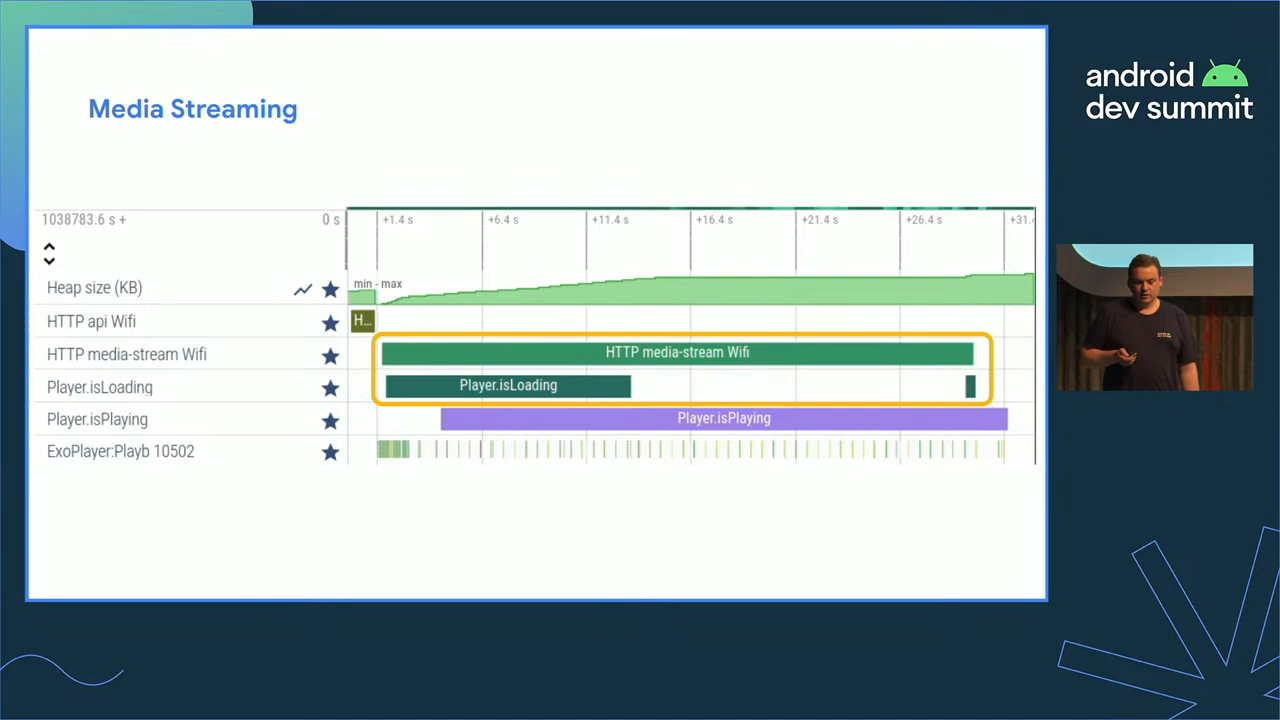 Media Streaming
android
dev summit
1038783.6 s + 0 s +1.4 s +6.4 s +11.4 s +16.4 s +21.4 s +26.4 s +31.4
Heap size (KB) min - max
HTTP api Wifi H...
HTTP media-stream Wifi HTTP media-stream Wifi
Player.isLoading Player.isLoading
Player.isPlaying Player.isPlaying
ExoPlayer:Playb 10502